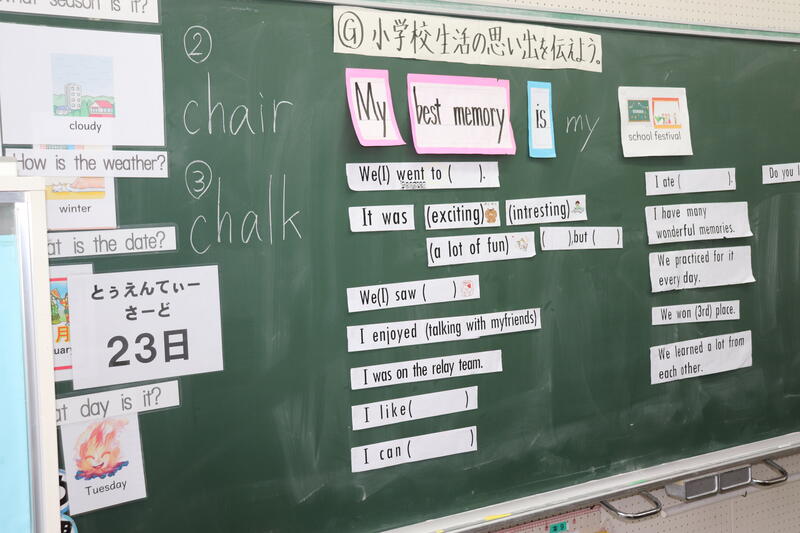 What season is it?
cloudy
How is the weather?
winter
at is the date?
とぅえんてぃー
さーど
23日
月
uary
at day is it?
Tuesday
②
chair
③
chalk
Ⓖ 小学校生活の思い出を伝えよう。
My best memory is my
school festival
We(I) went to ( ).
It was (exciting) (intresting)
(a lot of fun) ( ),but ( )
We(I) saw ( )
I enjoyed (talking with myfriends)
I was on the relay team.
I like( )
I can ( )
I ate ( ).
I have many
wonderful memories.
We practiced for it
every day.
We won (3rd) place.
We learned a lot from
each other.
Do you l